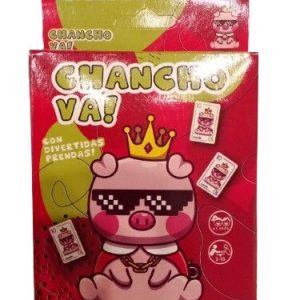 CHANCHO
VA!
CHANCHO
VA!
CON
DIVERTIDAS
PRENDAS!